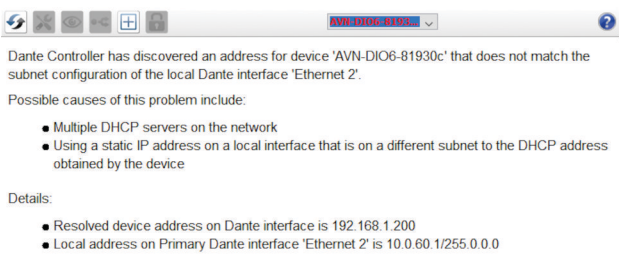 AVN-DIO6-8193...
Dante Controller has discovered an address for device 'AVN-DIO6-81930c' that does not match the
subnet configuration of the local Dante interface 'Ethernet 2'.
Possible causes of this problem include:
● Multiple DHCP servers on the network
● Using a static IP address on a local interface that is on a different subnet to the DHCP address
obtained by the device
Details:
● Resolved device address on Dante interface is 192.168.1.200
● Local address on Primary Dante interface 'Ethernet 2' is 10.0.60.1/255.0.0.0